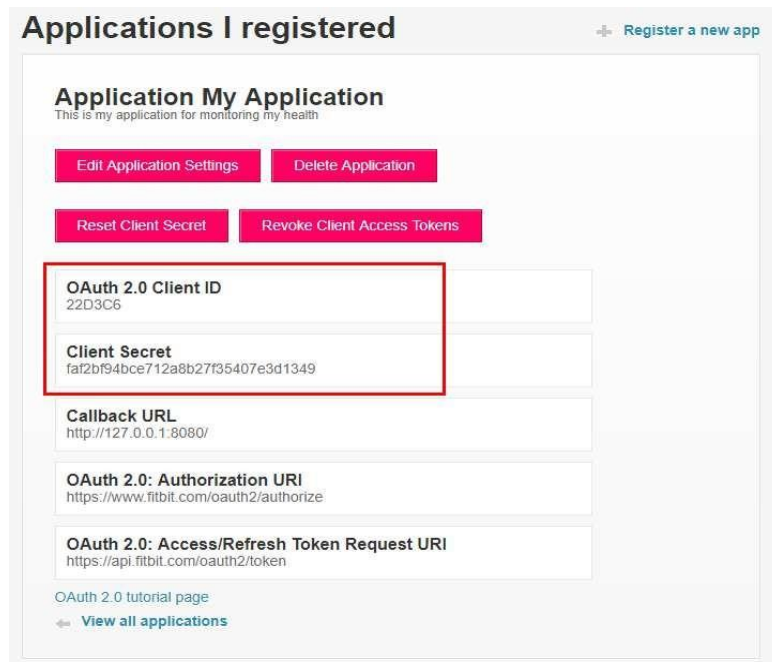 Applications I registered
Register a new app
Application My Application
This is my application for monitoring my health
Edit Application Settings
Delete Application
Reset Client Secret
Revoke Client Access Tokens
OAuth 2.0 Client ID
22D3C6
Client Secret
faf2bf94bce712a8b27f35407e3d1349
Callback URL
http://127.0.0.1:8080/
OAuth 2.0: Authorization URI
https://www.fitbit.com/oauth2/authorize
OAuth 2.0: Access/Refresh Token Request URI
https://api.fitbit.com/oauth2/token
OAuth 2.0 tutorial page
View all applications